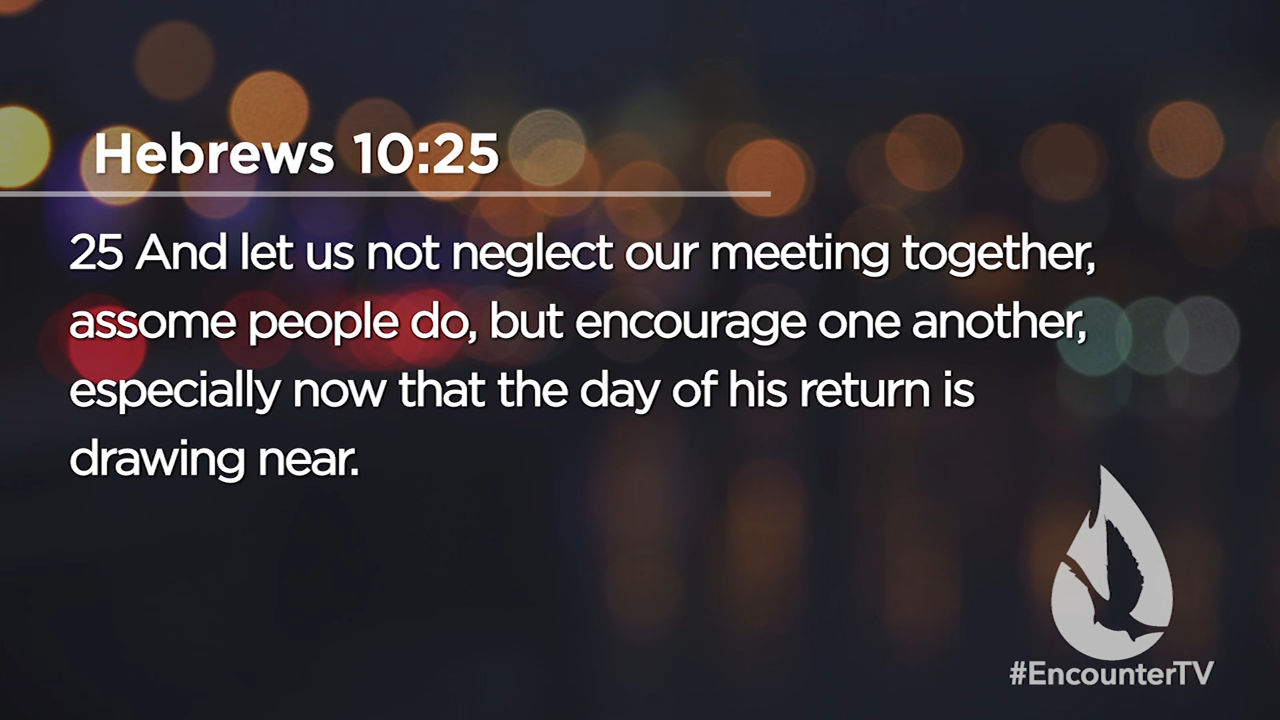 Hebrews 10:25
25 And let us not neglect our meeting together,
assome people do, but encourage one another,
especially now that the day of his return is
drawing near.
#EncounterTV